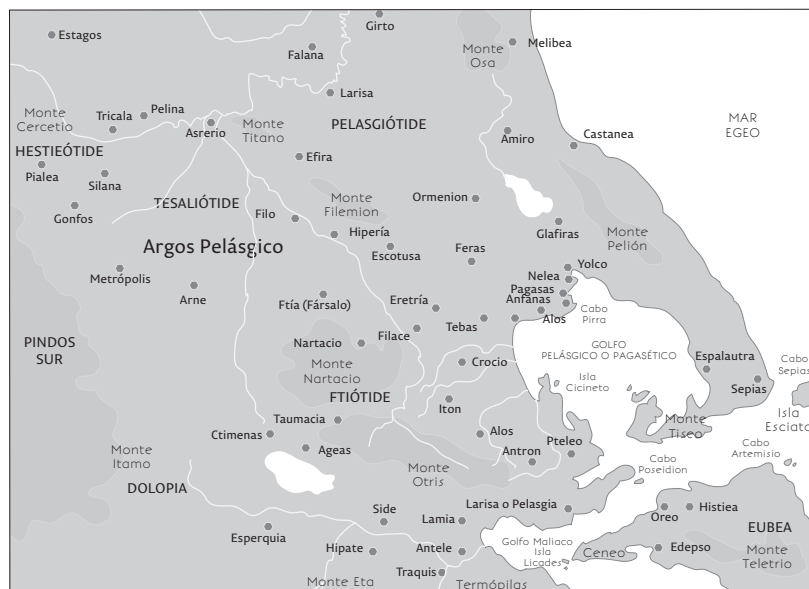 Girto
Estagos
Falana
Monte
Osa
Melibea
Larisa
Monte
Cercetio
Tricala
Pelina
Asrerio
Monte
Titano
PELASGIÓTIDE
MAR
EGEO
Amiro
Castanea
HESTIEÓTIDE
Pialea
Silana
Efira
Gonfos
TESALIÓTIDE
Monte
Filemion
Ormenion
Filo
Hipería
Glafiras
Monte
Pelión
Argos Pelásgico
Escotusa
Feras
Metrópolis
Arne
Yolco
Nelea
Pagasas
Anfanas
Ftía (Fársalo)
Eretría
Cabo
Pirra
Tebas
Alos
PINDOS
SUR
Nartacio
Filace
GOLFO
PELÁSGICO O PAGASÉTICO
Monte
Nartacio
Crocio
Isla
Cicineto
Espalautra
Cabo
Sepias
Sepias
FTIÓTIDE
Iton
Isla
Esciato
Taumacia
Monte
Tiseo
Ctimenas
Ageas
Alos
Pteleo
Antron
Cabo
Artemisio
Monte
Itamo
Monte
Otris
Cabo
Poseidion
DOLOPIA
Side
Lamia
Larisa o Pelasgia
Oreo
Histiea
Esperquia
EUBEA
Hipate
Antele
Golfo Maliaco
Isla
Licades
Ceneo
Edepso
Monte
Teletrio
Traquis
Monte Eta
Termópilas